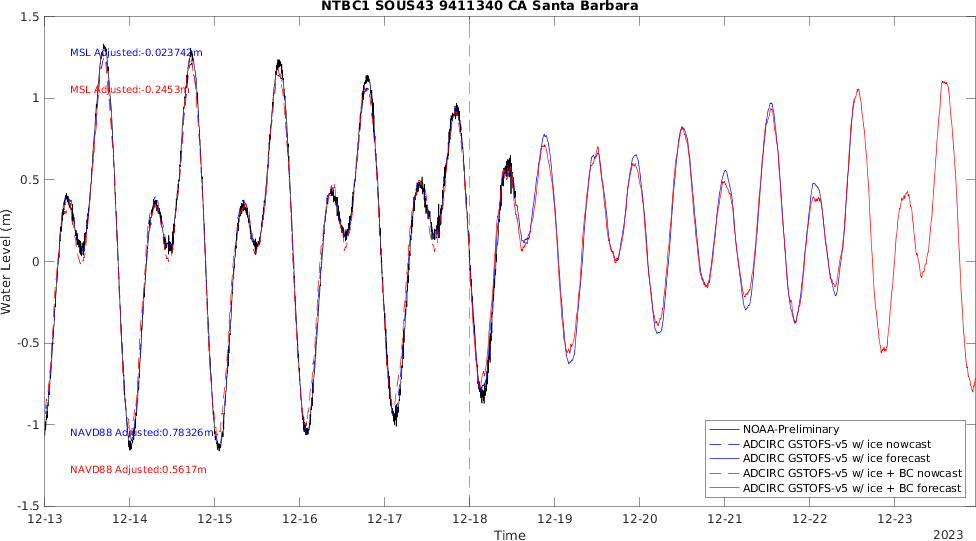 NTBC1 SOUS43 9411340 CA Santa Barbara
1.5
MSL Adjusted:-0.023742m
1
MSL Adjusted:-0.2453m
0.5
Water Level (m)
0
-0.5
-1
NAVD88 Adjusted:0.78326m
NAVD88 Adjusted:0.5617m
-1.5
NOAA-Preliminary
ADCIRC GSTOFS-v5 w/ ice nowcast
ADCIRC GSTOFS-v5 w/ ice forecast
ADCIRC GSTOFS-v5 w/ ice + BC nowcast
ADCIRC GSTOFS-v5 w/ ice + BC forecast
12-13 12-14 12-15 12-16 12-17 12-18 12-19 12-20 12-21 12-22 12-23
Time
2023